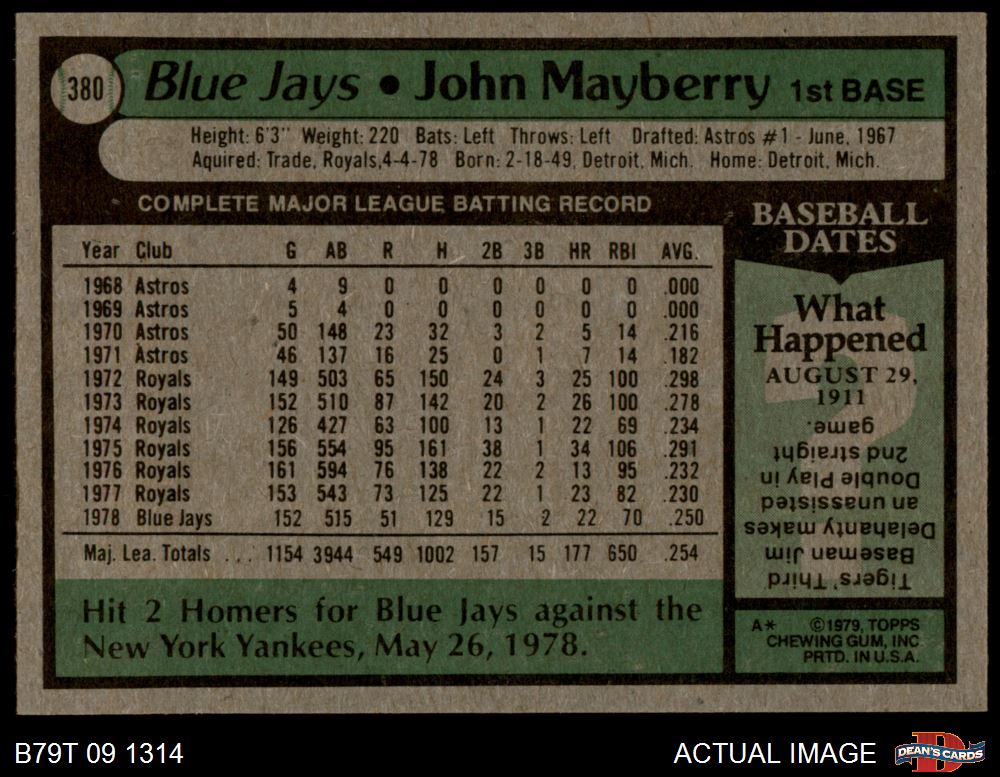 380
Blue Jays • John Mayberry 1st BASE
Height: 6'3" Weight: 220 Bats: Left Throws: Left Drafted: Astros #1 - June, 1967
Aquired: Trade, Royals,4-4-78 Born: 2-18-49, Detroit, Mich. Home: Detroit, Mich.
COMPLETE MAJOR LEAGUE BATTING RECORD
Year Club G AB R H 2B 3B HR RBI AVG.
1968 Astros 4 9 0 0 0 0 0 0 .000
1969 Astros 5 4 0 0 0 0 0 0 .000
1970 Astros 50 148 23 32 3 2 5 14 .216
1971 Astros 46 137 16 25 0 1 7 14 .182
1972 Royals 149 503 65 150 24 3 25 100 .298
1973 Royals 152 510 87 142 20 2 26 100 .278
1974 Royals 126 427 63 100 13 1 22 69 .234
1975 Royals 156 554 95 161 38 1 34 106 .291
1976 Royals 161 594 76 138 22 2 13 95 .232
1977 Royals 153 543 73 125 22 1 23 82 .230
1978 Blue Jays 152 515 51 129 15 2 22 70 .250
Maj. Lea. Totals . . . 1154 3944 549 1002 157 15 177 650 .254
Hit 2 Homers for Blue Jays against the
New York Yankees, May 26, 1978.
BASEBALL
DATES
What
Happened
AUGUST 29,
1911
Tigers' Third
Baseman Jim
Delahanty makes
an unassisted
Double Play in
2nd straight
game.
A* ©1979, TOPPS
CHEWING GUM, INC
PRTD. IN U.S.A.
B79T 09 1314
ACTUAL IMAGE
DEAN'S CARDS